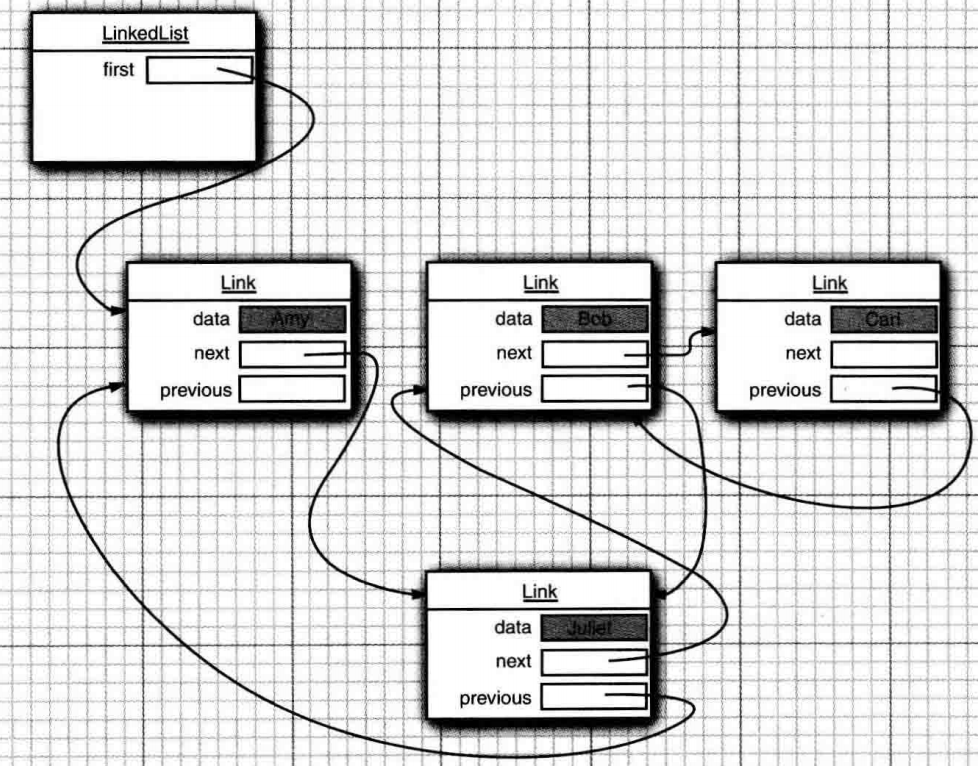 LinkedList
first
Link
data Amy
next
previous
Link
data Bob
next
previous
Link
data Carl
next
previous
Link
data Juliet
next
previous